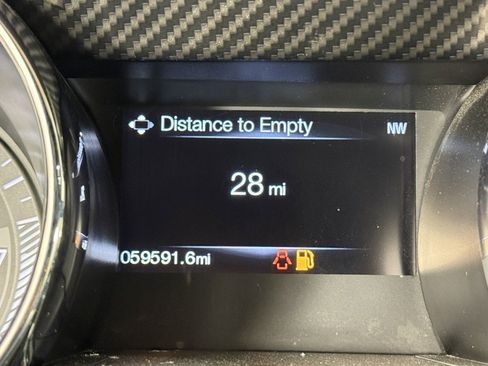 Distance to Empty
NW
28 mi
059591.6mi